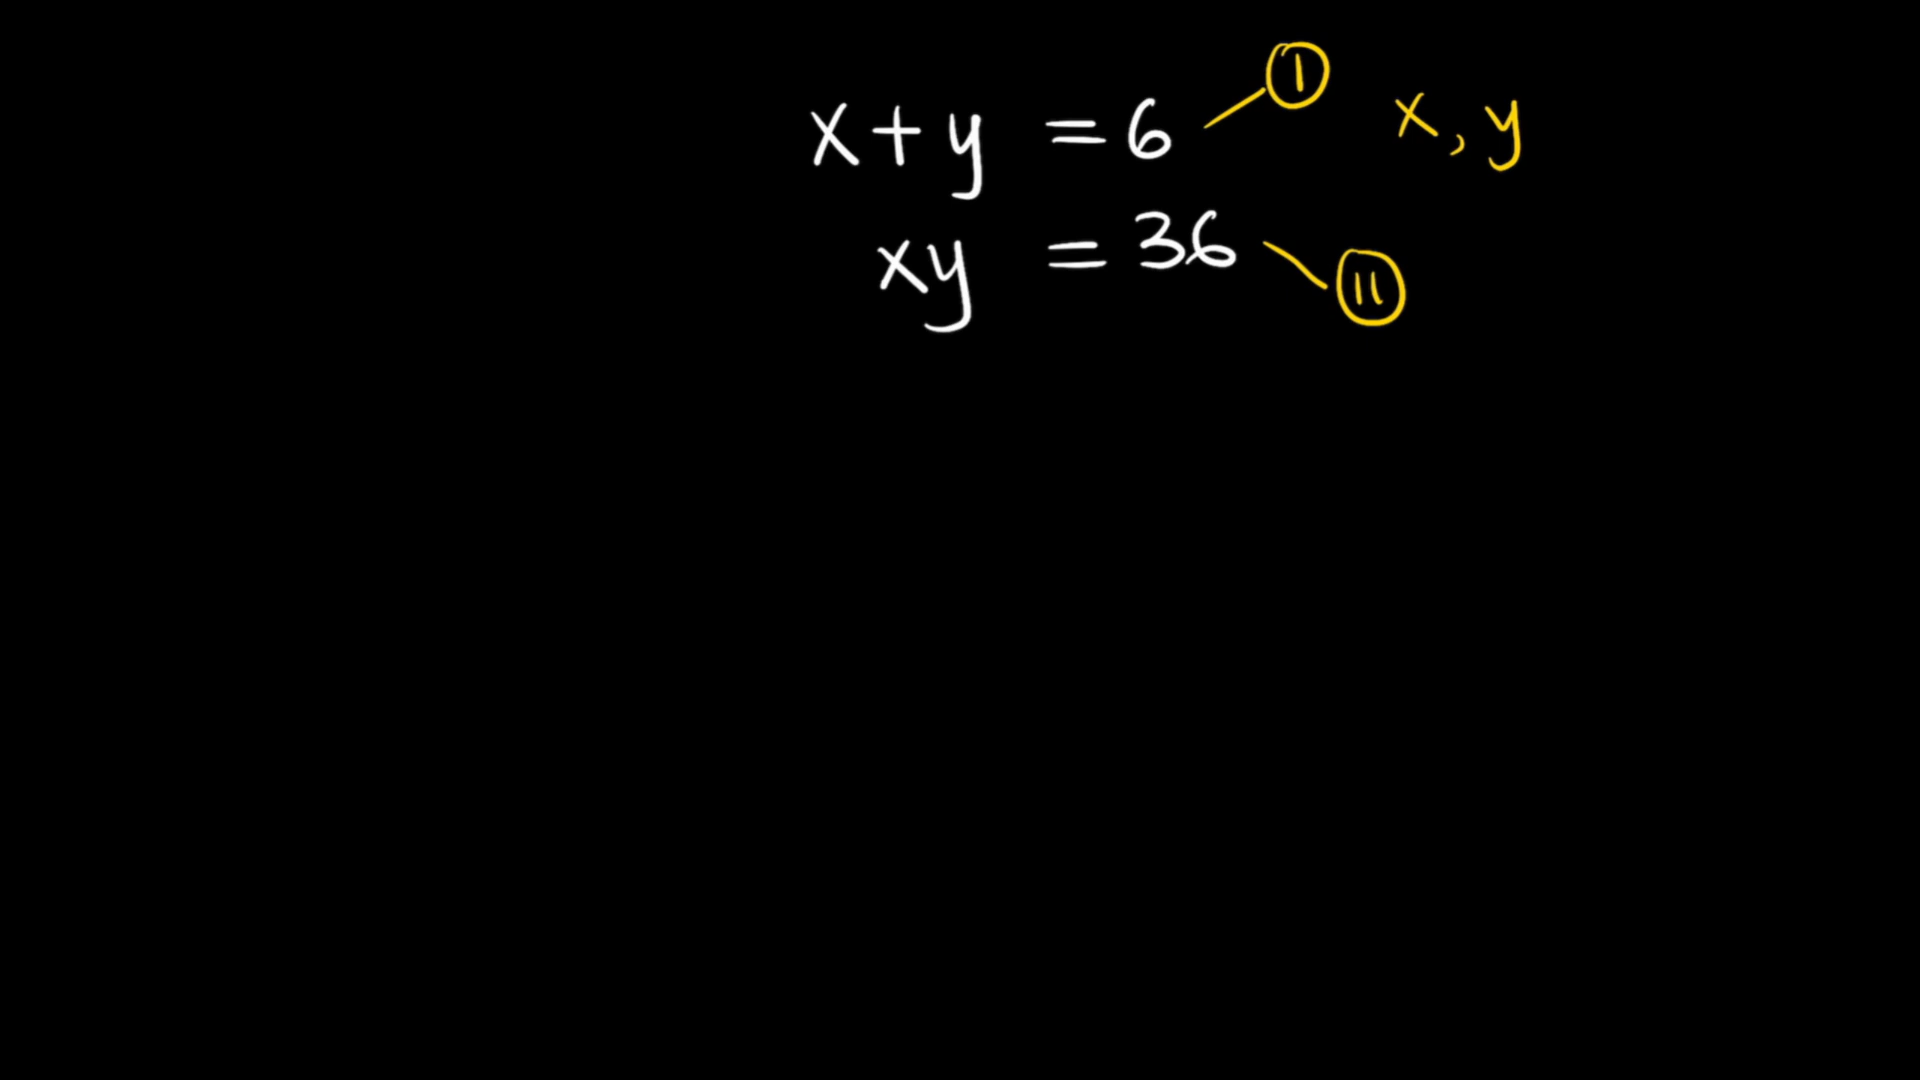 x + y = 6 ① x, y
xy = 36 ⑪